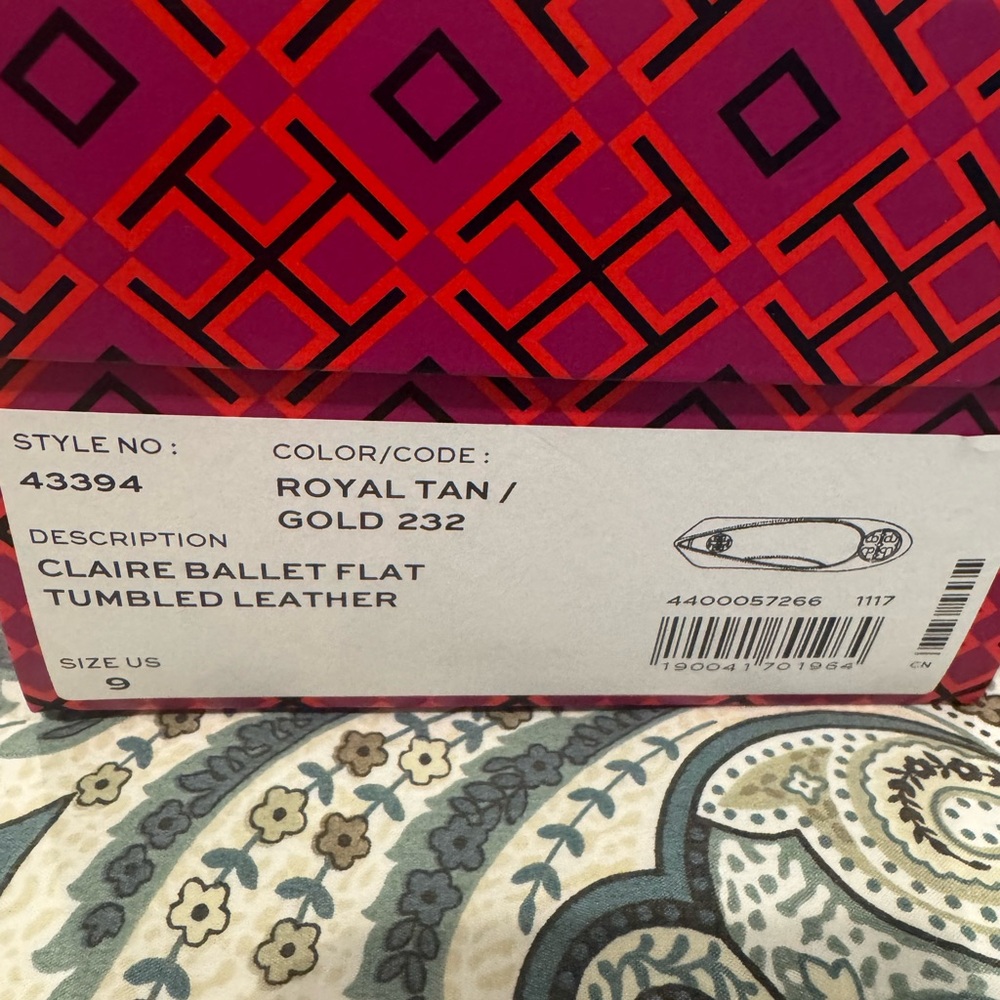 STYLE NO :
43394
COLOR/CODE :
ROYAL TAN /
GOLD 232
DESCRIPTION
CLAIRE BALLET FLAT
TUMBLED LEATHER
SIZE US
9
4400057266 1117
190041701964
CN